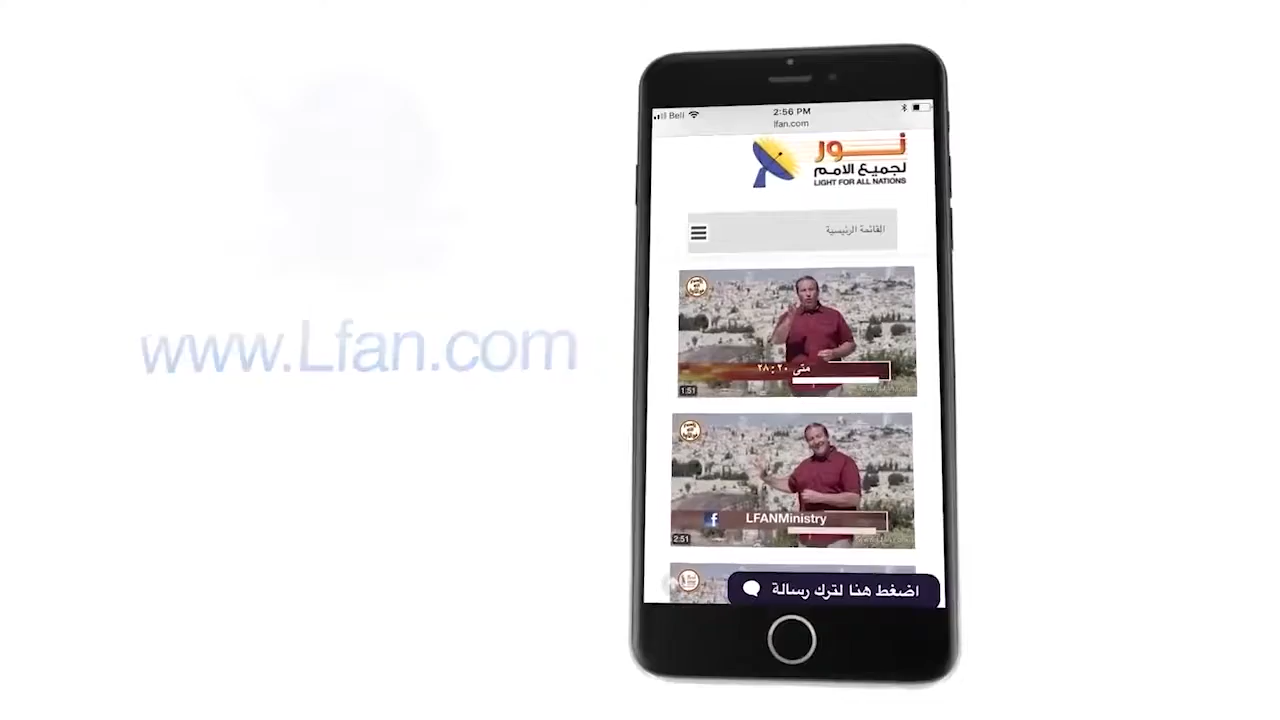 www.Lfan.com
Bell
2:56 PM
lfan.com
نور
لجميع الامم
LIGHT FOR ALL NATIONS
القائمة الرئيسية
متى ٢٨:٢٠
1:51
LFANMinistry
2:51
اضغط هنا لترك رسالة